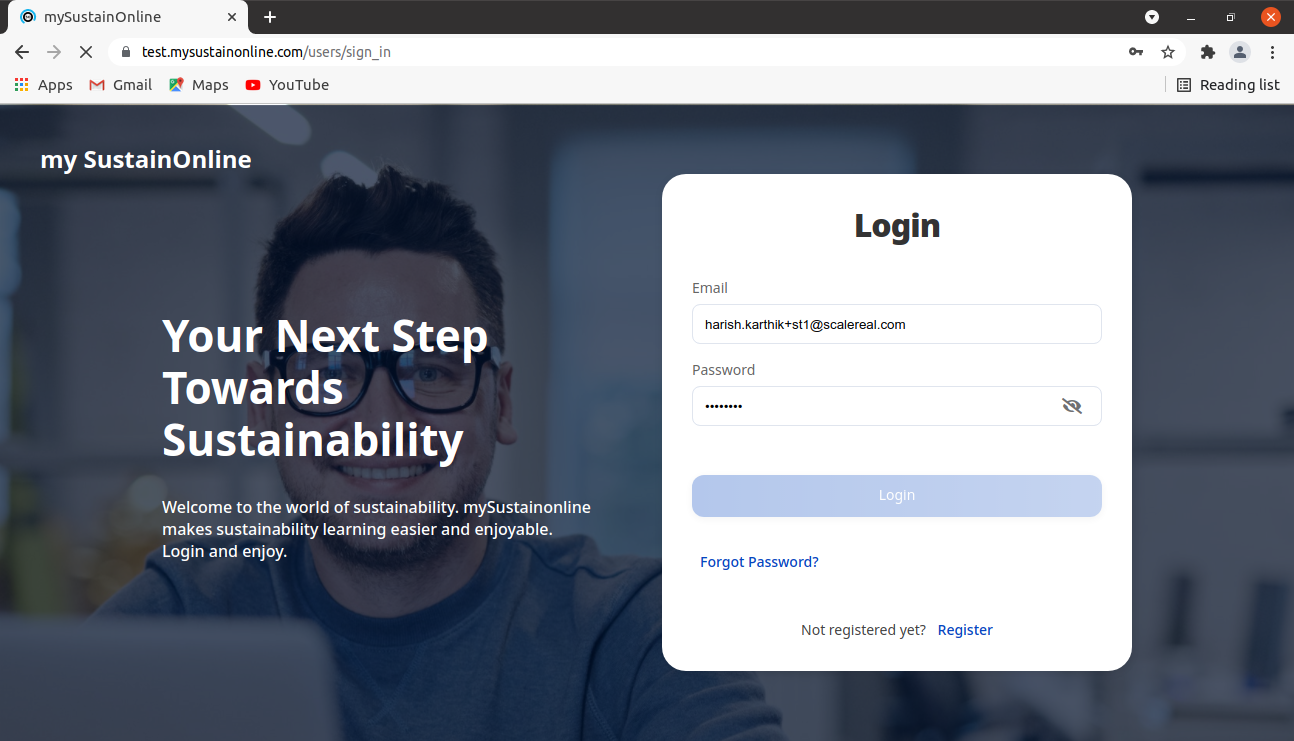 mySustainOnline
test.mysustainonline.com/users/sign_in
Apps Gmail Maps YouTube Reading list
my SustainOnline
Your Next Step
Towards
Sustainability
Welcome to the world of sustainability. mySustainonline
makes sustainability learning easier and enjoyable.
Login and enjoy.
Login
Email
harish.karthik+st1@scalereal.com
Password
••••••••
Login
Forgot Password?
Not registered yet? Register